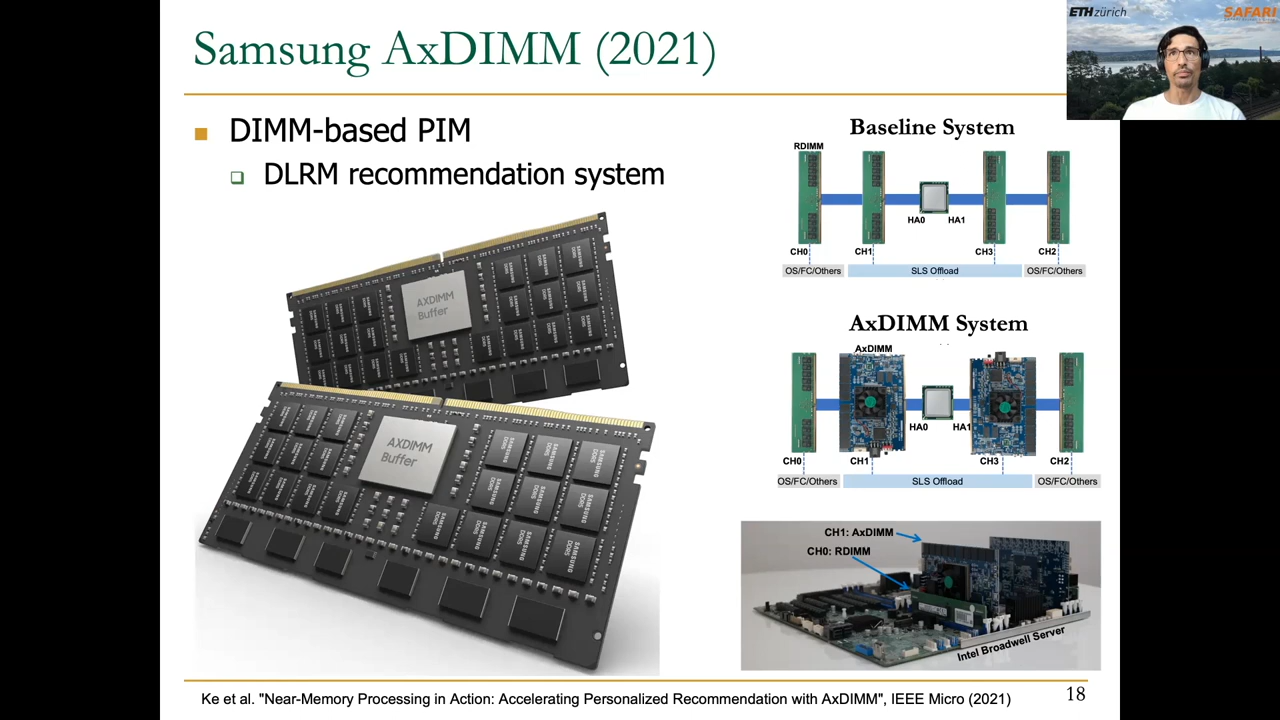 Samsung AxDIMM (2021)
ETH zürich
SAFARI
DIMM-based PIM
DLRM recommendation system
AXDIMM
Buffer
AXDIMM
Buffer
SAMSUNG
DDR5
Baseline System
RDIMM
HA0
HA1
CH0
CH1
CH3
CH2
OS/FC/Others
SLS Offload
OS/FC/Others
AxDIMM System
AxDIMM
HA0
HA1
CH0
CH1
CH3
CH2
OS/FC/Others
SLS Offload
OS/FC/Others
CH1: AxDIMM
CH0: RDIMM
Intel Broadwell Server
Ke et al. "Near-Memory Processing in Action: Accelerating Personalized Recommendation with AxDIMM", IEEE Micro (2021)
18